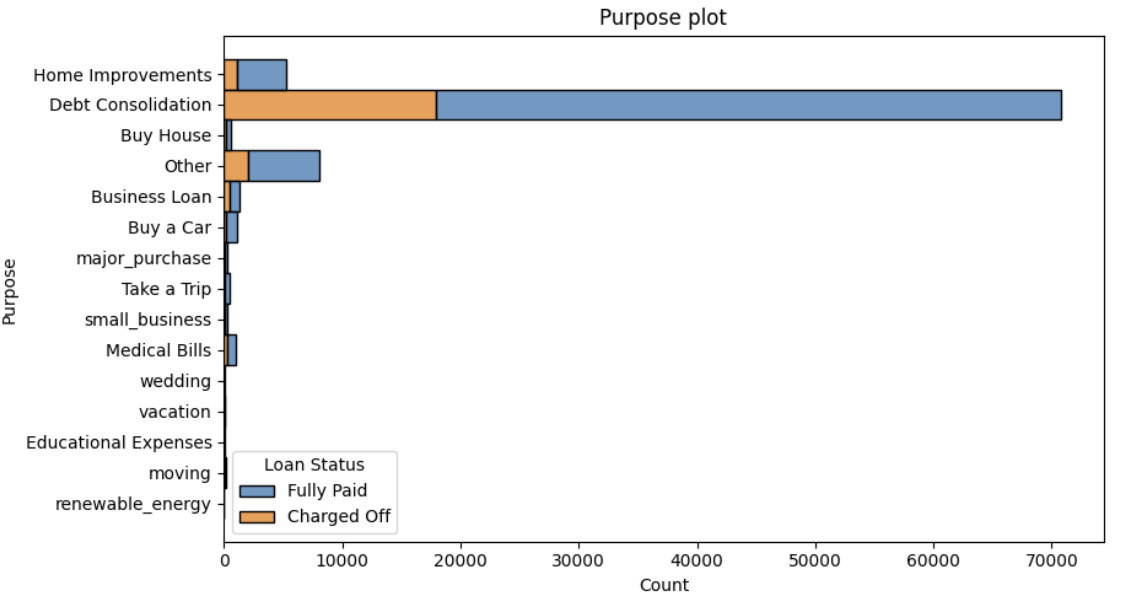 Purpose plot
Purpose
Home Improvements
Debt Consolidation
Buy House
Other
Business Loan
Buy a Car
major_purchase
Take a Trip
small_business
Medical Bills
wedding
vacation
Educational Expenses
moving
renewable_energy
Loan Status
Fully Paid
Charged Off
0 10000 20000 30000 40000 50000 60000 70000
Count